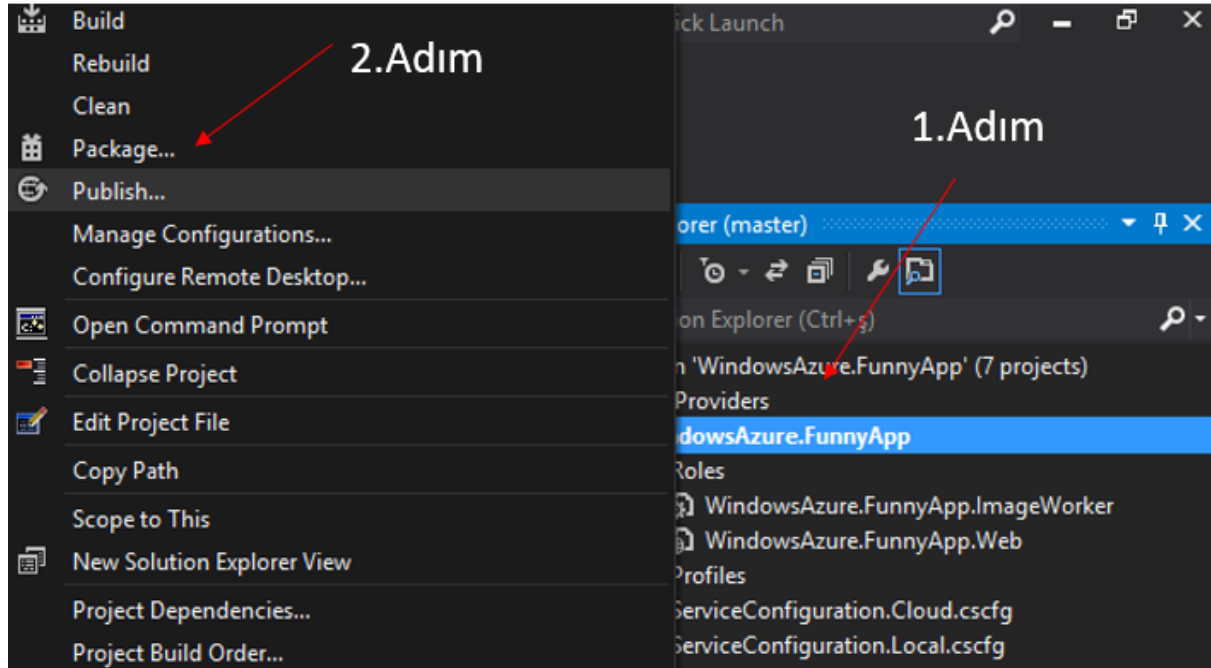 Build
Rebuild
Clean
Package...
Publish...
Manage Configurations...
Configure Remote Desktop...
Open Command Prompt
Collapse Project
Edit Project File
Copy Path
Scope to This
New Solution Explorer View
Project Dependencies...
Project Build Order...
2.Adım
ick Launch
1.Adım
orer (master)
on Explorer (Ctrl+ş)
n 'WindowsAzure.FunnyApp' (7 projects)
Providers
dowsAzure.FunnyApp
Roles
WindowsAzure.FunnyApp.ImageWorker
WindowsAzure.FunnyApp.Web
Profiles
ServiceConfiguration.Cloud.cscfg
ServiceConfiguration.Local.cscfg